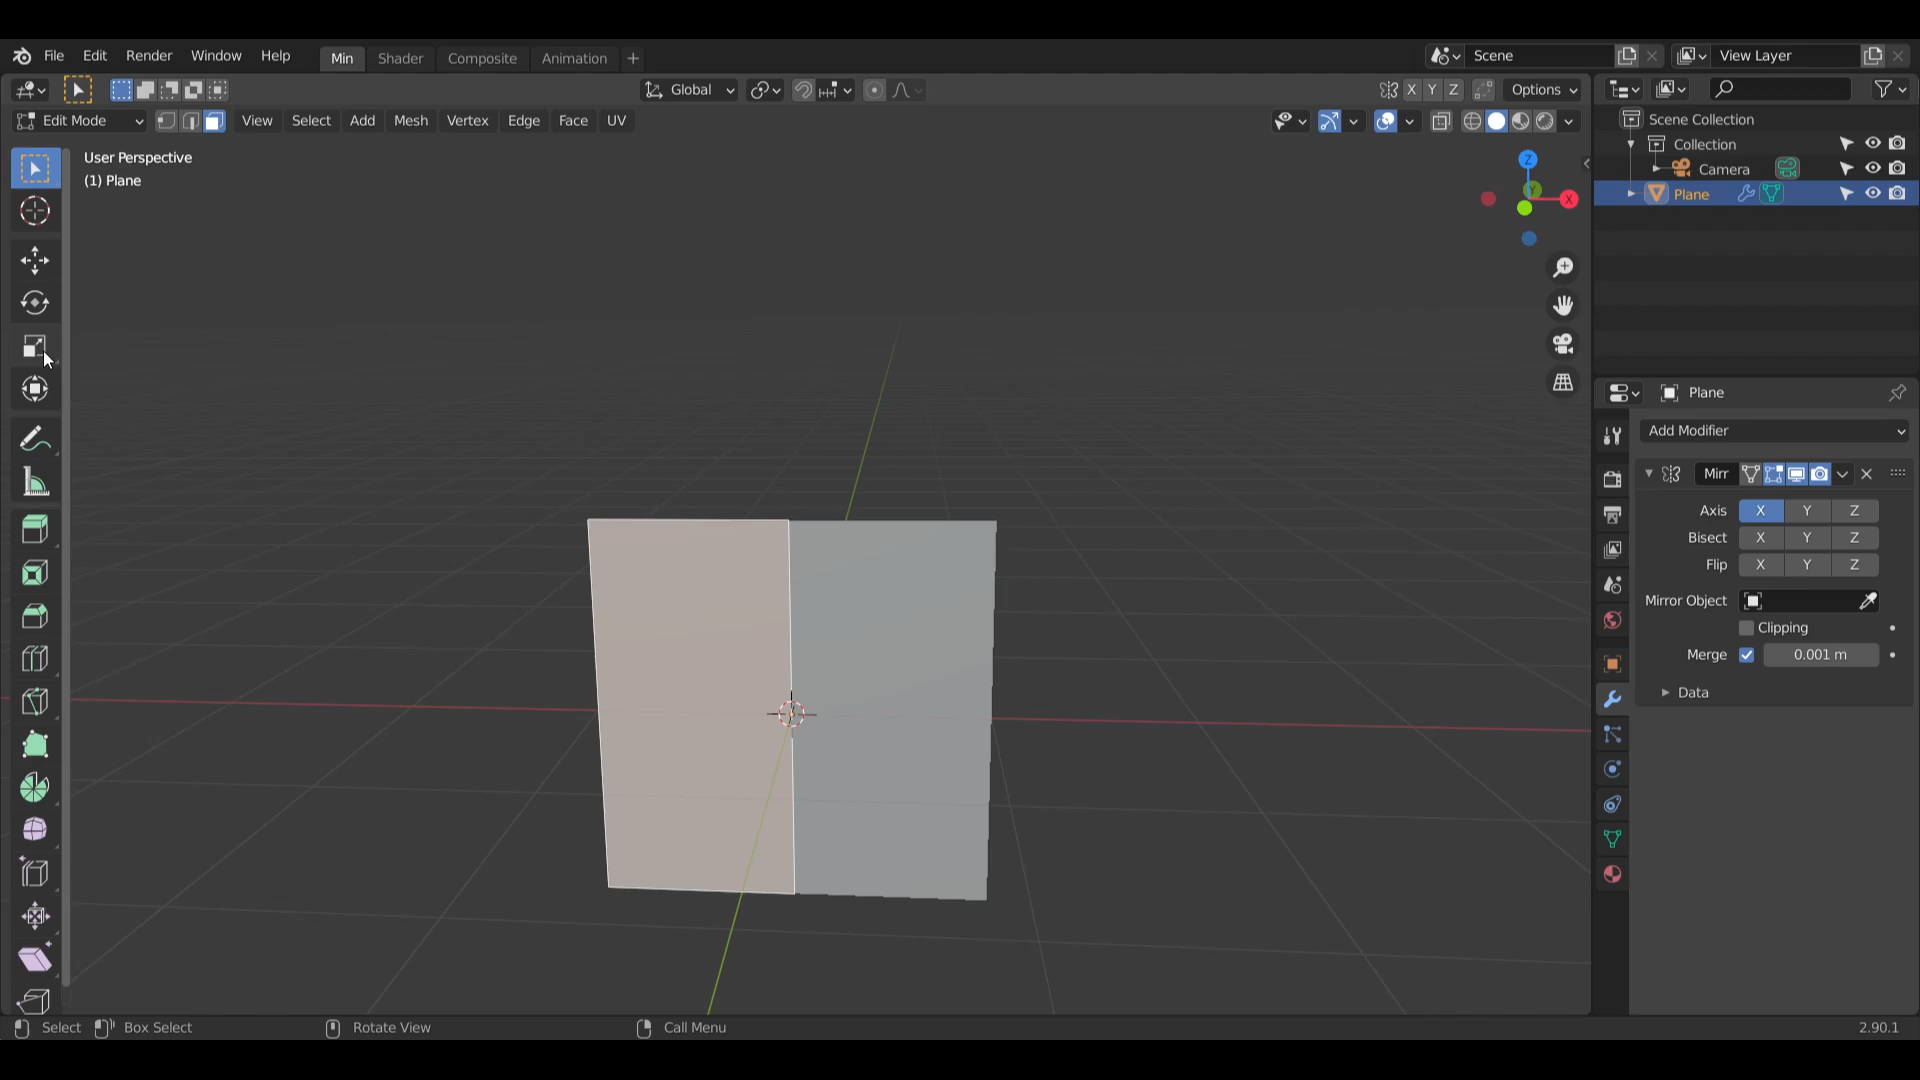 File Edit Render Window Help Min Shader Composite Animation + Scene View Layer
Global X Y Z Options
Edit Mode View Select Add Mesh Vertex Edge Face UV
Scene Collection
Collection
Camera
Plane
User Perspective
(1) Plane
Z
Y
X
Plane
Add Modifier
Mirr
Axis X Y Z
Bisect X Y Z
Flip X Y Z
Mirror Object
Clipping
Merge 0.001 m
Data
Select Box Select Rotate View Call Menu 2.90.1